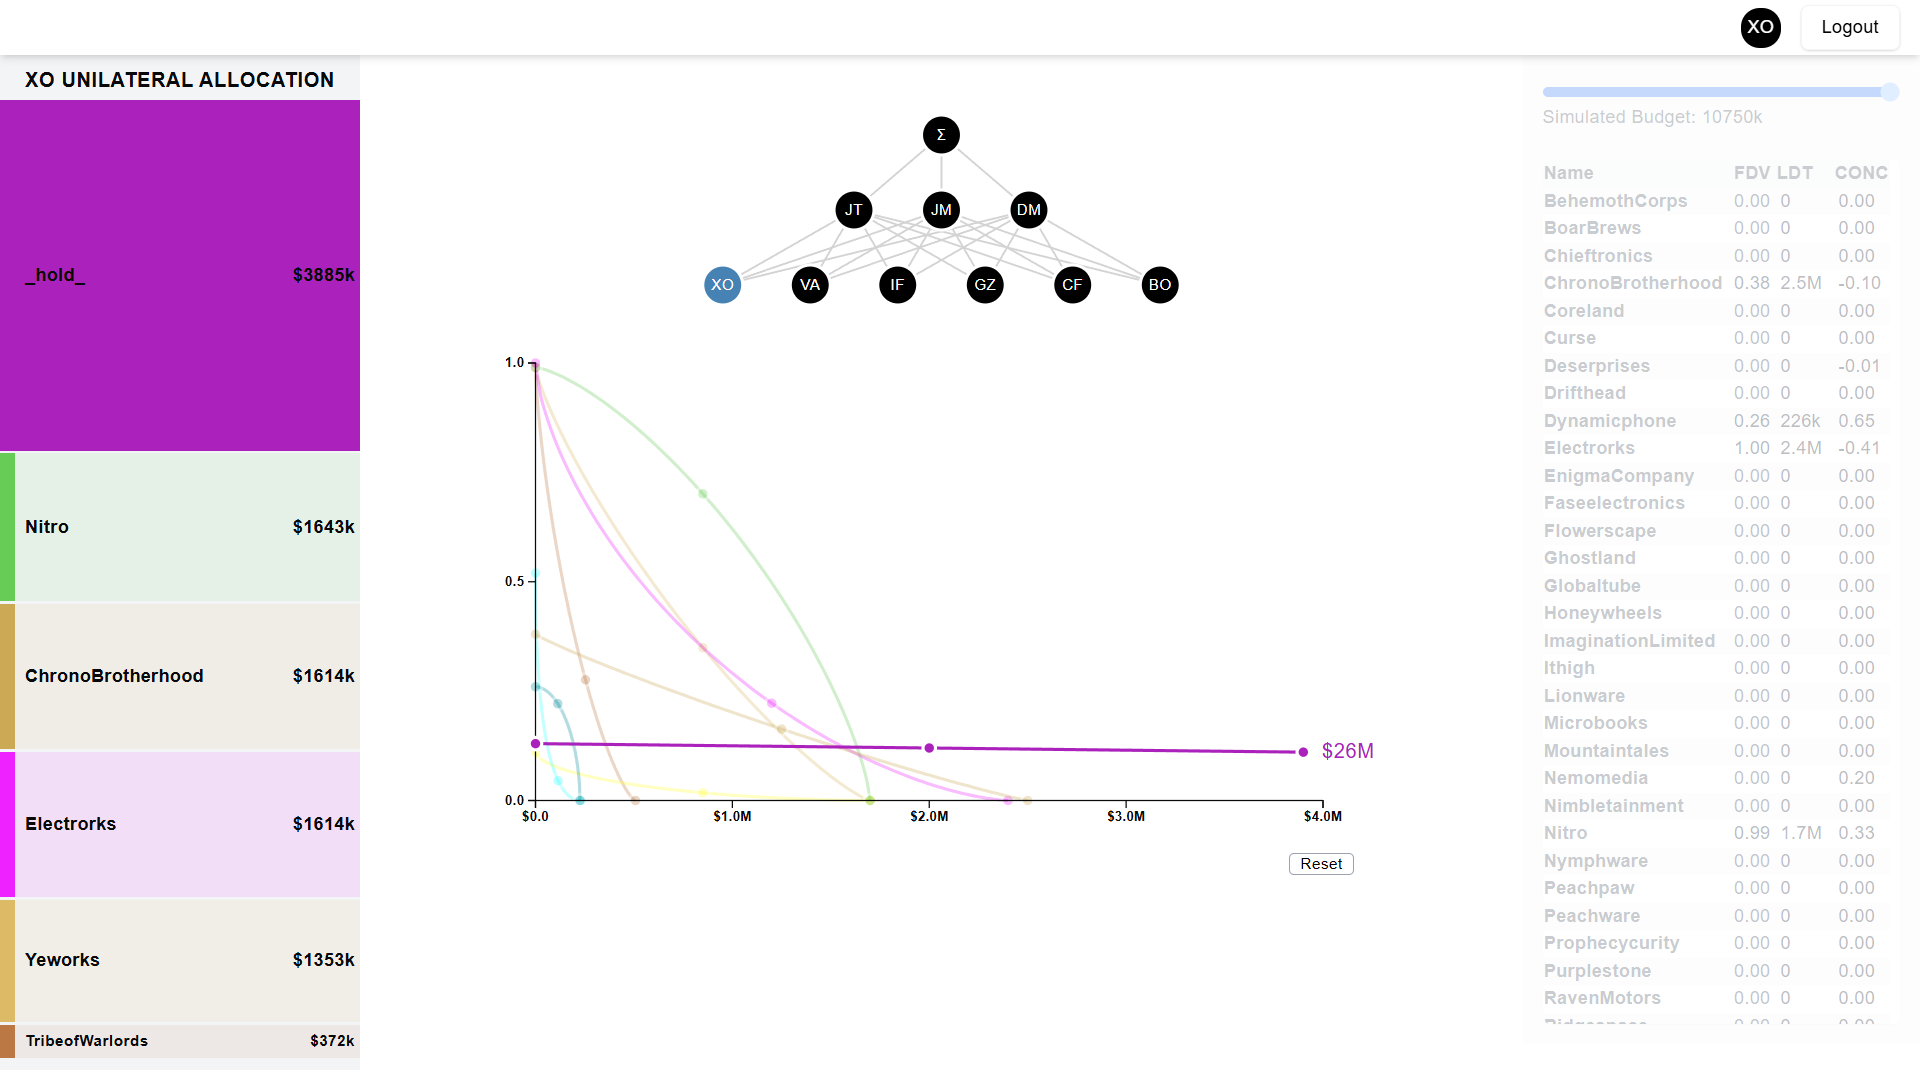 XO
Logout
XO UNILATERAL ALLOCATION
_hold_ $3885k
Nitro $1643k
ChronoBrotherhood $1614k
Electrorks $1614k
Yeworks $1353k
TribeofWarlords $372k
Σ
JT JM DM
XO VA IF GZ CF BO
1.0
0.5
0.0
$26M
$0.0 $1.0M $2.0M $3.0M $4.0M
Reset
Simulated Budget: 10750k
Name FDV LDT CONC
BehemothCorps 0.00 0 0.00
BoarBrews 0.00 0 0.00
Chieftronics 0.00 0 0.00
ChronoBrotherhood 0.38 2.5M -0.10
Coreland 0.00 0 0.00
Curse 0.00 0 0.00
Deserprises 0.00 0 -0.01
Drifthead 0.00 0 0.00
Dynamicphone 0.26 226k 0.65
Electrorks 1.00 2.4M -0.41
EnigmaCompany 0.00 0 0.00
Faseelectronics 0.00 0 0.00
Flowerscape 0.00 0 0.00
Ghostland 0.00 0 0.00
Globaltube 0.00 0 0.00
Honeywheels 0.00 0 0.00
ImaginationLimited 0.00 0 0.00
Ithigh 0.00 0 0.00
Lionware 0.00 0 0.00
Microbooks 0.00 0 0.00
Mountaintales 0.00 0 0.00
Nemomedia 0.00 0 0.20
Nimbletainment 0.00 0 0.00
Nitro 0.99 1.7M 0.33
Nymphware 0.00 0 0.00
Peachpaw 0.00 0 0.00
Peachware 0.00 0 0.00
Prophecycurity 0.00 0 0.00
Purplestone 0.00 0 0.00
RavenMotors 0.00 0 0.00